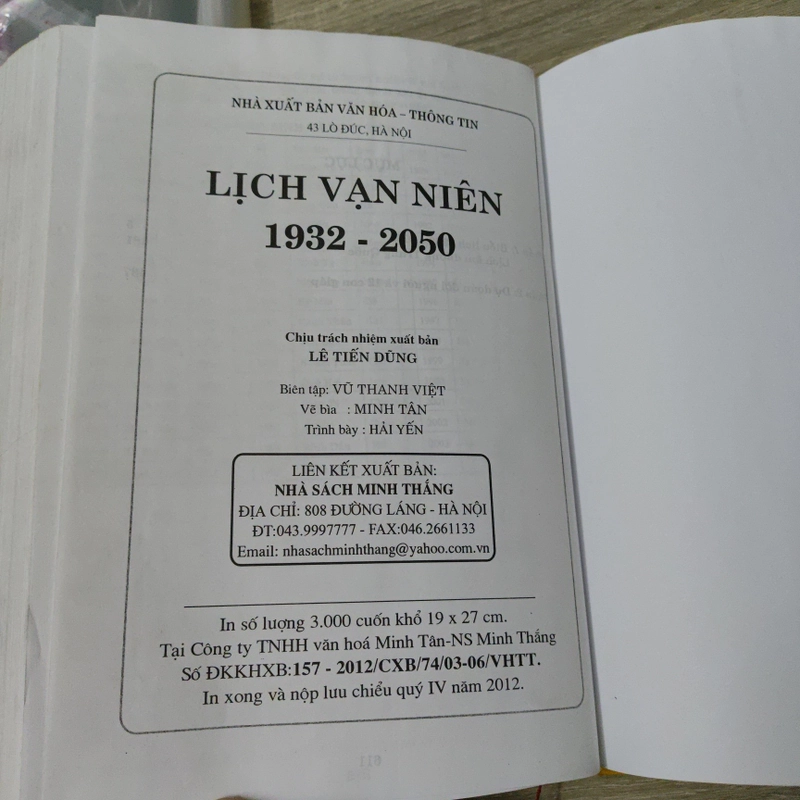 NHÀ XUẤT BẢN VĂN HÓA – THÔNG TIN
43 LÒ ĐÚC, HÀ NỘI
LỊCH VẠN NIÊN
1932 - 2050
Chịu trách nhiệm xuất bản
LÊ TIẾN DŨNG
Biên tập: VŨ THANH VIỆT
Vẽ bìa : MINH TÂN
Trình bày : HẢI YẾN
LIÊN KẾT XUẤT BẢN:
NHÀ SÁCH MINH THẮNG
ĐỊA CHỈ: 808 ĐƯỜNG LÁNG - HÀ NỘI
ĐT:043.9997777 - FAX:046.2661133
Email: nhasachminhthang@yahoo.com.vn
In số lượng 3.000 cuốn khổ 19 x 27 cm.
Tại Công ty TNHH văn hoá Minh Tân-NS Minh Thắng
Số ĐKKHXB:157 - 2012/CXB/74/03-06/VHTT.
In xong và nộp lưu chiểu quý IV năm 2012.